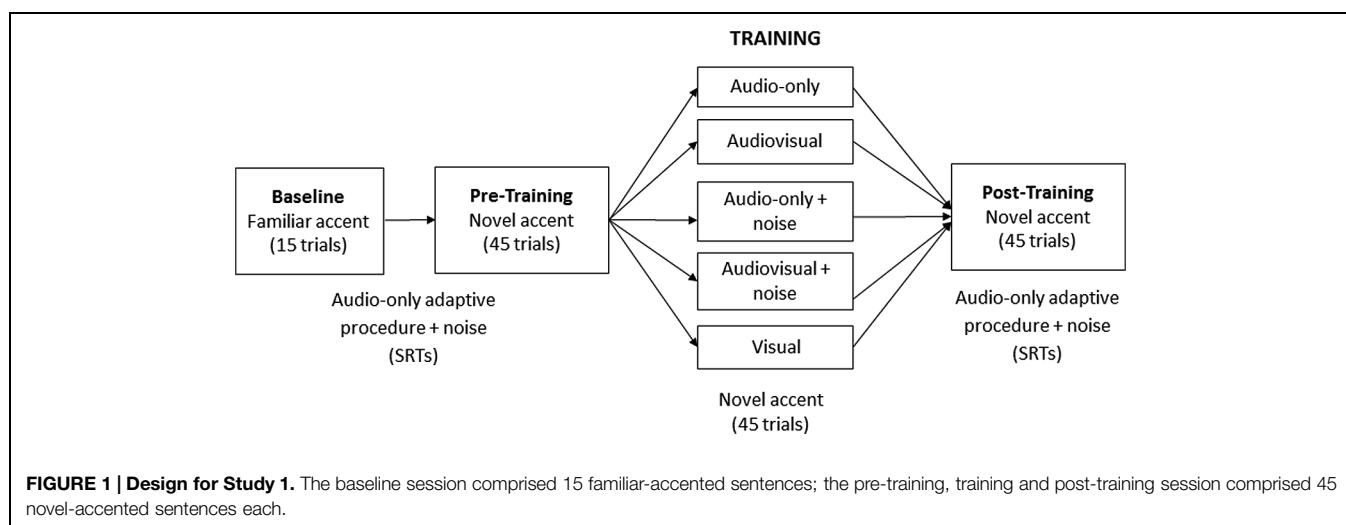 TRAINING
Audio-only
Audiovisual
Baseline
Familiar accent
(15 trials)
Pre-Training
Novel accent
(45 trials)
Audio-only +
noise
Post-Training
Novel accent
(45 trials)
Audiovisual +
noise
Audio-only adaptive
procedure + noise
(SRTs)
Visual
Audio-only adaptive
procedure + noise
(SRTs)
Novel accent
(45 trials)
FIGURE 1 | Design for Study 1. The baseline session comprised 15 familiar-accented sentences; the pre-training, training and post-training session comprised 45
novel-accented sentences each.